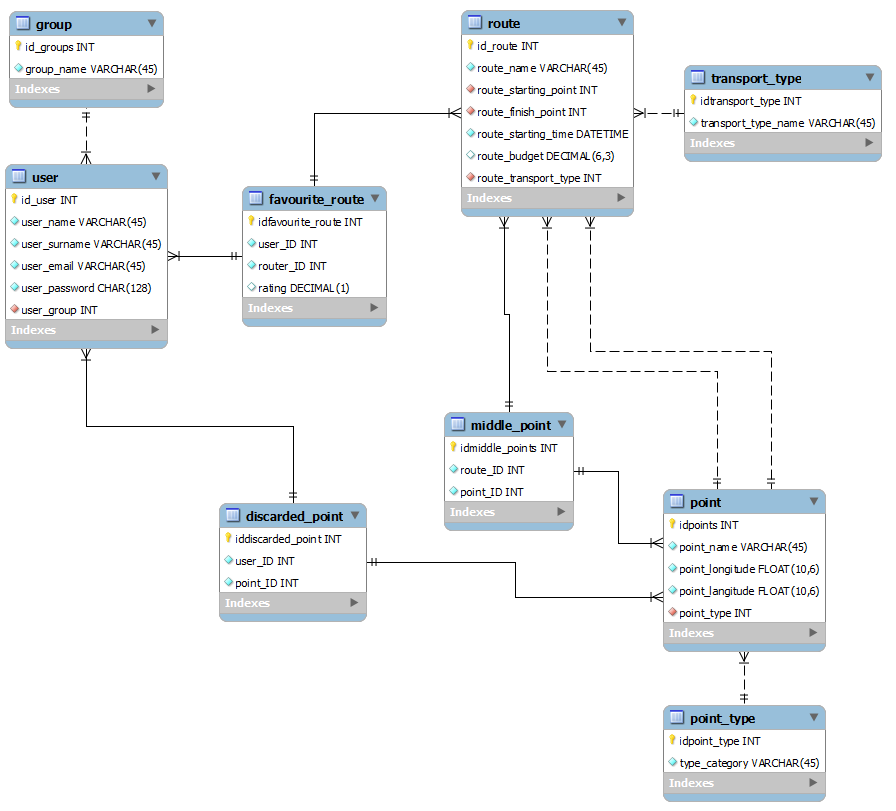 group
id_groups INT
group_name VARCHAR(45)
Indexes
user
id_user INT
user_name VARCHAR(45)
user_surname VARCHAR(45)
user_email VARCHAR(45)
user_password CHAR(128)
user_group INT
Indexes
favourite_route
idfavourite_route INT
user_ID INT
router_ID INT
rating DECIMAL(1)
Indexes
route
id_route INT
route_name VARCHAR(45)
route_starting_point INT
route_finish_point INT
route_starting_time DATETIME
route_budget DECIMAL(6,3)
route_transport_type INT
Indexes
transport_type
idtransport_type INT
transport_type_name VARCHAR(45)
Indexes
middle_point
idmiddle_points INT
route_ID INT
point_ID INT
Indexes
discarded_point
iddiscarded_point INT
user_ID INT
point_ID INT
Indexes
point
idpoints INT
point_name VARCHAR(45)
point_longitude FLOAT(10,6)
point_langitude FLOAT(10,6)
point_type INT
Indexes
point_type
idpoint_type INT
type_category VARCHAR(45)
Indexes